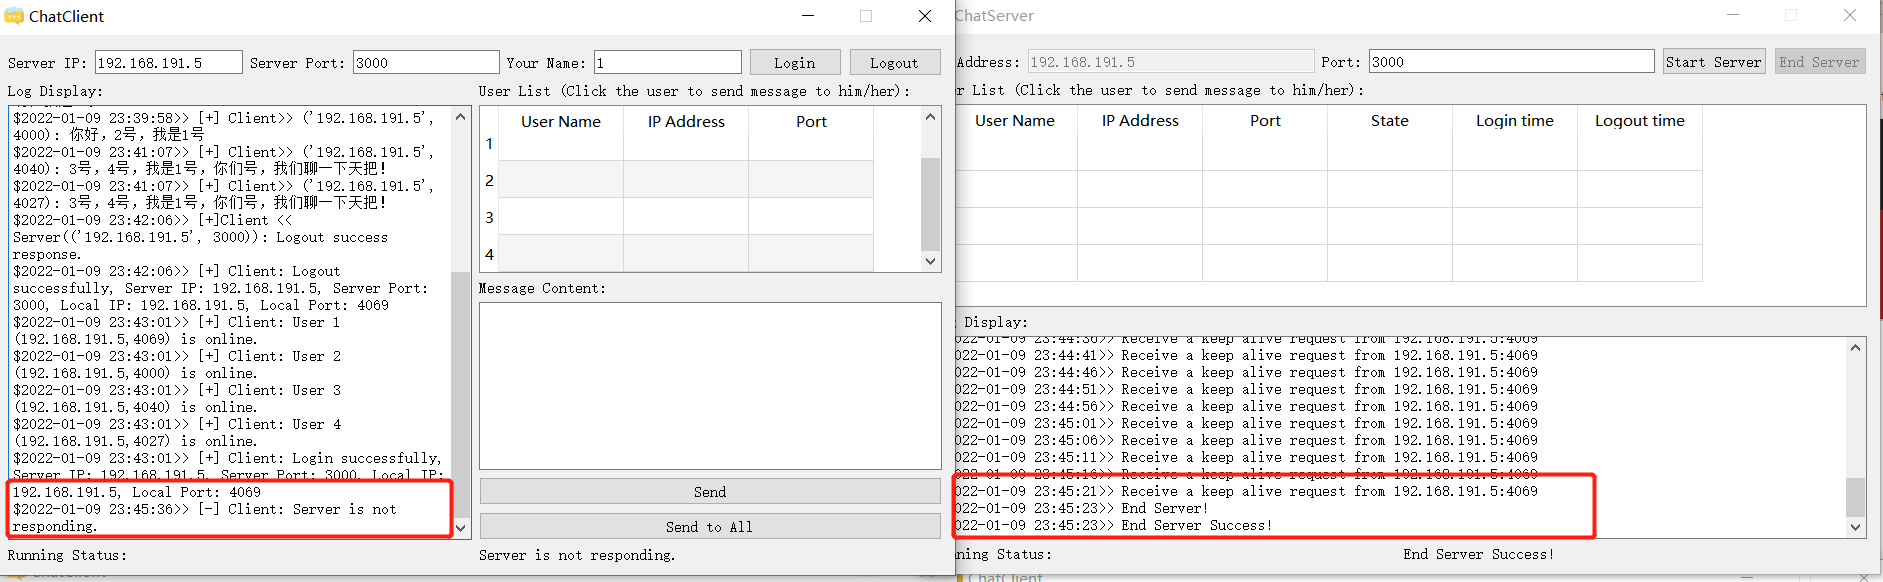 ChatClient
Server IP: 192.168.191.5 Server Port: 3000 Your Name: 1 Login Logout
Log Display:
$2022-01-09 23:39:58>> [+] Client>> ('192.168.191.5',
4000): 你好，2号，我是1号
$2022-01-09 23:41:07>> [+] Client>> ('192.168.191.5',
4040): 3号，4号，我是1号，你们号，我们聊一下天把！
$2022-01-09 23:41:07>> [+] Client>> ('192.168.191.5',
4027): 3号，4号，我是1号，你们号，我们聊一下天把！
$2022-01-09 23:42:06>> [+]Client <<
Server(('192.168.191.5', 3000)): Logout success
response.
$2022-01-09 23:42:06>> [+] Client: Logout
successfully, Server IP: 192.168.191.5, Server Port:
3000, Local IP: 192.168.191.5, Local Port: 4069
$2022-01-09 23:43:01>> [+] Client: User 1
(192.168.191.5,4069) is online.
$2022-01-09 23:43:01>> [+] Client: User 2
(192.168.191.5,4000) is online.
$2022-01-09 23:43:01>> [+] Client: User 3
(192.168.191.5,4040) is online.
$2022-01-09 23:43:01>> [+] Client: User 4
(192.168.191.5,4027) is online.
$2022-01-09 23:43:01>> [+] Client: Login successfully,
Server IP: 192.168.191.5, Server Port: 3000, Local IP:
192.168.191.5, Local Port: 4069
$2022-01-09 23:45:36>> [-] Client: Server is not
responding.
Running Status:
User List (Click the user to send message to him/her):
User Name IP Address Port
1
2
3
4
Message Content:
Send
Send to All
Server is not responding.
ChatServer
Address: 192.168.191.5 Port: 3000 Start Server End Server
r List (Click the user to send message to him/her):
User Name IP Address Port State Login time Logout time
Display:
022-01-09 23:44:36>> Receive a keep alive request from 192.168.191.5:4069
022-01-09 23:44:41>> Receive a keep alive request from 192.168.191.5:4069
022-01-09 23:44:46>> Receive a keep alive request from 192.168.191.5:4069
022-01-09 23:44:51>> Receive a keep alive request from 192.168.191.5:4069
022-01-09 23:44:56>> Receive a keep alive request from 192.168.191.5:4069
022-01-09 23:45:01>> Receive a keep alive request from 192.168.191.5:4069
022-01-09 23:45:06>> Receive a keep alive request from 192.168.191.5:4069
022-01-09 23:45:11>> Receive a keep alive request from 192.168.191.5:4069
022-01-09 23:45:16>> Receive a keep alive request from 192.168.191.5:4069
022-01-09 23:45:21>> Receive a keep alive request from 192.168.191.5:4069
022-01-09 23:45:23>> End Server!
022-01-09 23:45:23>> End Server Success!
ning Status: End Server Success!
ChatClient
ChatClient